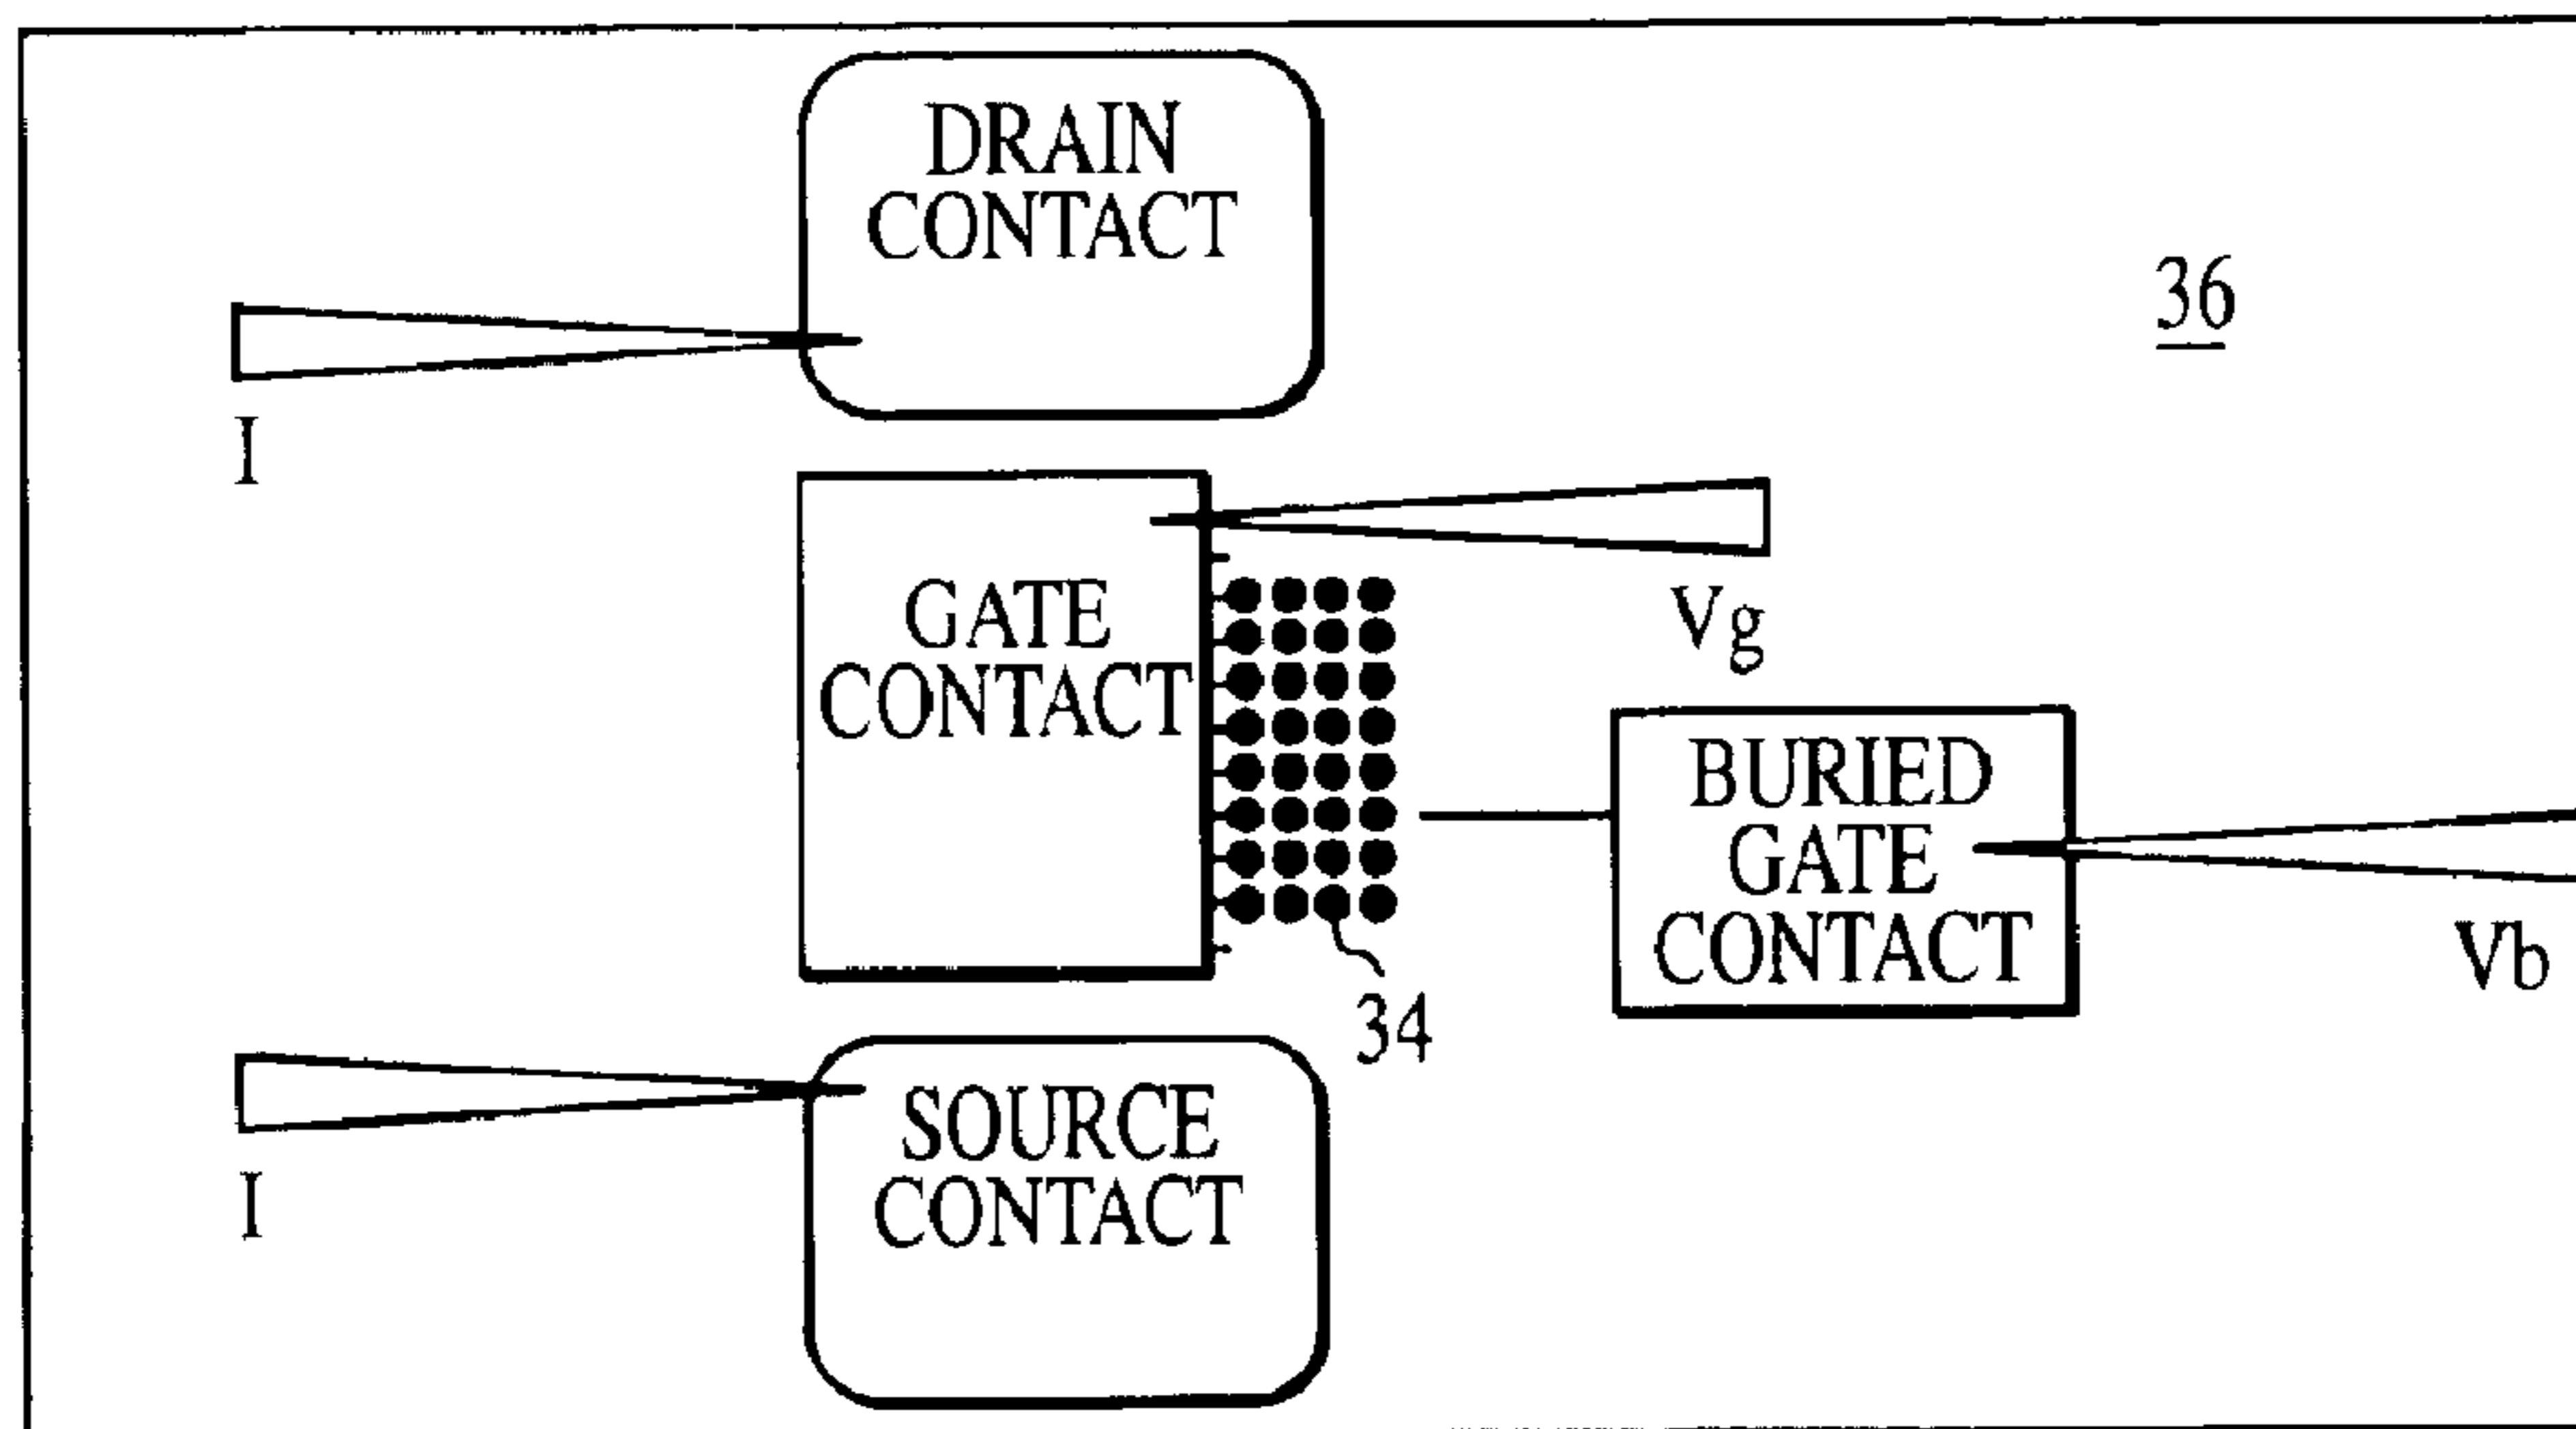 DRAIN
CONTACT
36
I
GATE
CONTACT
Vg
BURIED
GATE
CONTACT
Vb
34
SOURCE
CONTACT
I